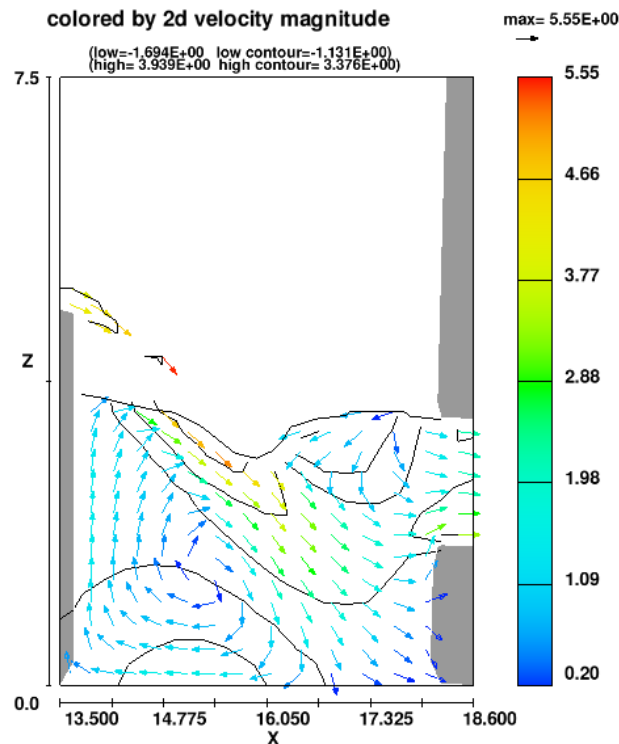 colored by 2d velocity magnitude
max= 5.55E+00
(low=-1.694E+00 low contour=-1.131E+00)
(high= 3.939E+00 high contour= 3.376E+00)
7.5
5.55
4.66
3.77
Z
2.88
1.98
1.09
0.20
0.0
13.500 14.775 16.050 17.325 18.600
X